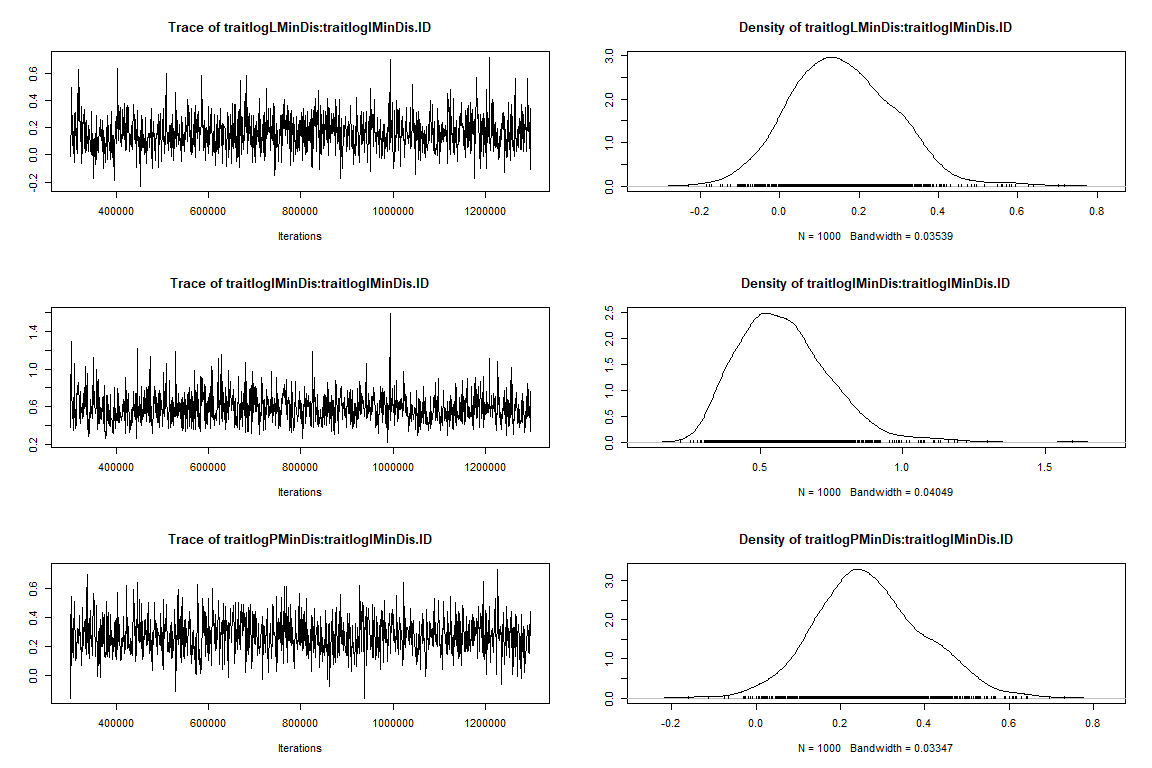 Trace of traitlogLMinDis:traitlogIMinDis.ID
-0.2 0.0 0.2 0.4 0.6
400000 600000 800000 1000000 1200000
Iterations
Density of traitlogLMinDis:traitlogIMinDis.ID
0.0 1.0 2.0 3.0
-0.2 0.0 0.2 0.4 0.6 0.8
N = 1000 Bandwidth = 0.03539
Trace of traitlogIMinDis:traitlogIMinDis.ID
0.2 0.6 1.0 1.4
400000 600000 800000 1000000 1200000
Iterations
Density of traitlogIMinDis:traitlogIMinDis.ID
0.0 0.5 1.0 1.5 2.0 2.5
0.5 1.0 1.5
N = 1000 Bandwidth = 0.04049
Trace of traitlogPMinDis:traitlogIMinDis.ID
0.0 0.2 0.4 0.6
400000 600000 800000 1000000 1200000
Iterations
Density of traitlogPMinDis:traitlogIMinDis.ID
0.0 1.0 2.0 3.0
-0.2 0.0 0.2 0.4 0.6 0.8
N = 1000 Bandwidth = 0.03347